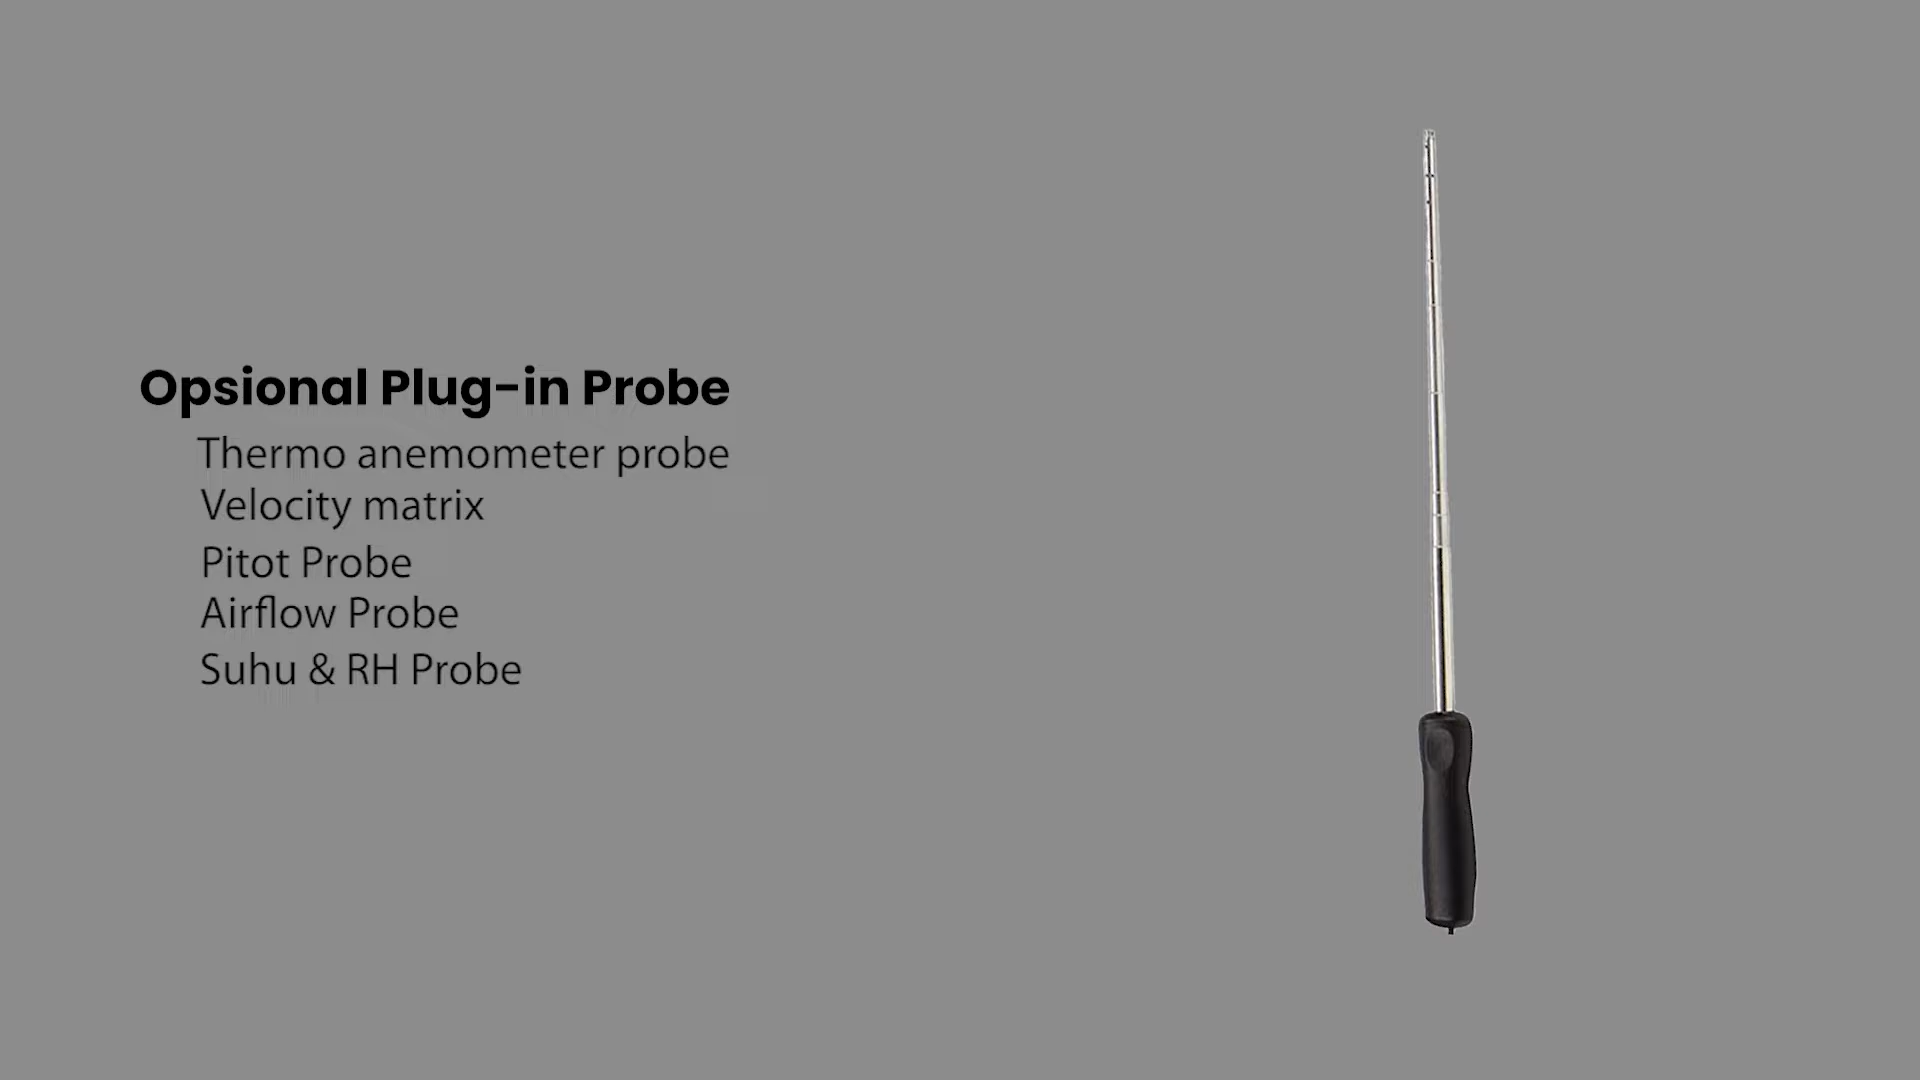 Opsional Plug-in Probe
Thermo anemometer probe
Velocity matrix
Pitot Probe
Airflow Probe
Suhu & RH Probe